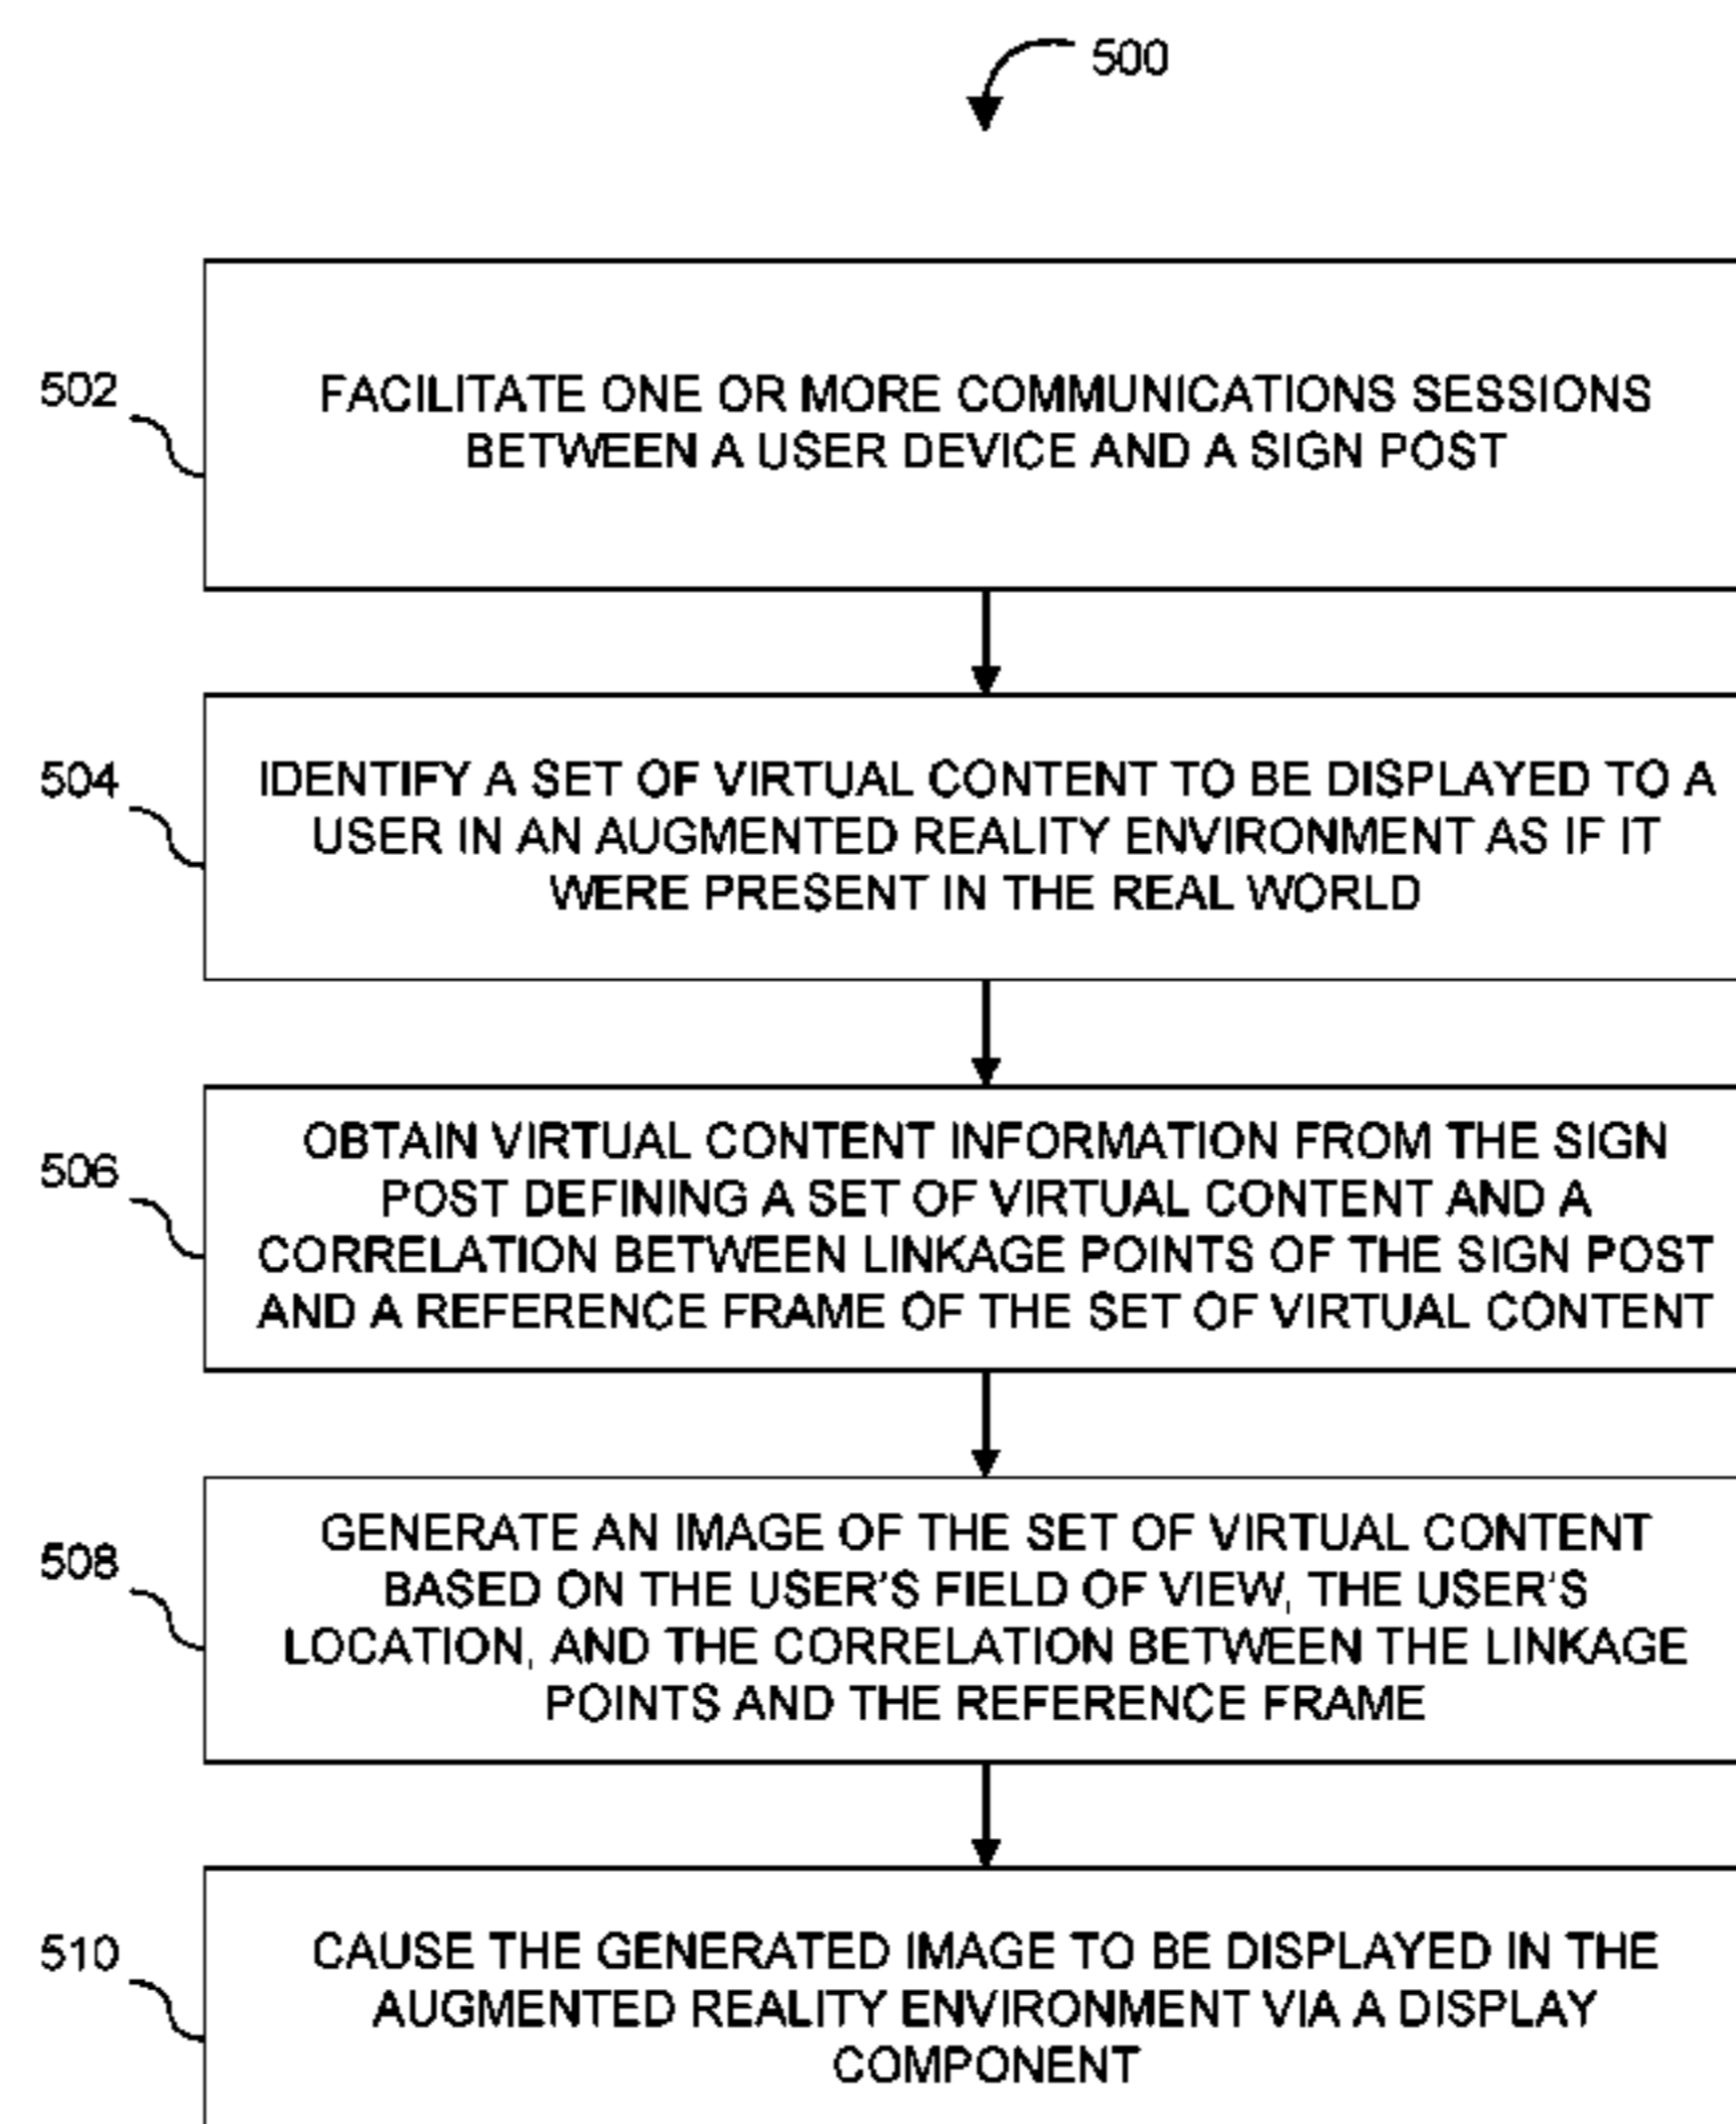 500
502
FACILITATE ONE OR MORE COMMUNICATIONS SESSIONS
BETWEEN A USER DEVICE AND A SIGN POST
504
IDENTIFY A SET OF VIRTUAL CONTENT TO BE DISPLAYED TO A
USER IN AN AUGMENTED REALITY ENVIRONMENT AS IF IT
WERE PRESENT IN THE REAL WORLD
506
OBTAIN VIRTUAL CONTENT INFORMATION FROM THE SIGN
POST DEFINING A SET OF VIRTUAL CONTENT AND A
CORRELATION BETWEEN LINKAGE POINTS OF THE SIGN POST
AND A REFERENCE FRAME OF THE SET OF VIRTUAL CONTENT
508
GENERATE AN IMAGE OF THE SET OF VIRTUAL CONTENT
BASED ON THE USER'S FIELD OF VIEW, THE USER'S
LOCATION, AND THE CORRELATION BETWEEN THE LINKAGE
POINTS AND THE REFERENCE FRAME
510
CAUSE THE GENERATED IMAGE TO BE DISPLAYED IN THE
AUGMENTED REALITY ENVIRONMENT VIA A DISPLAY
COMPONENT